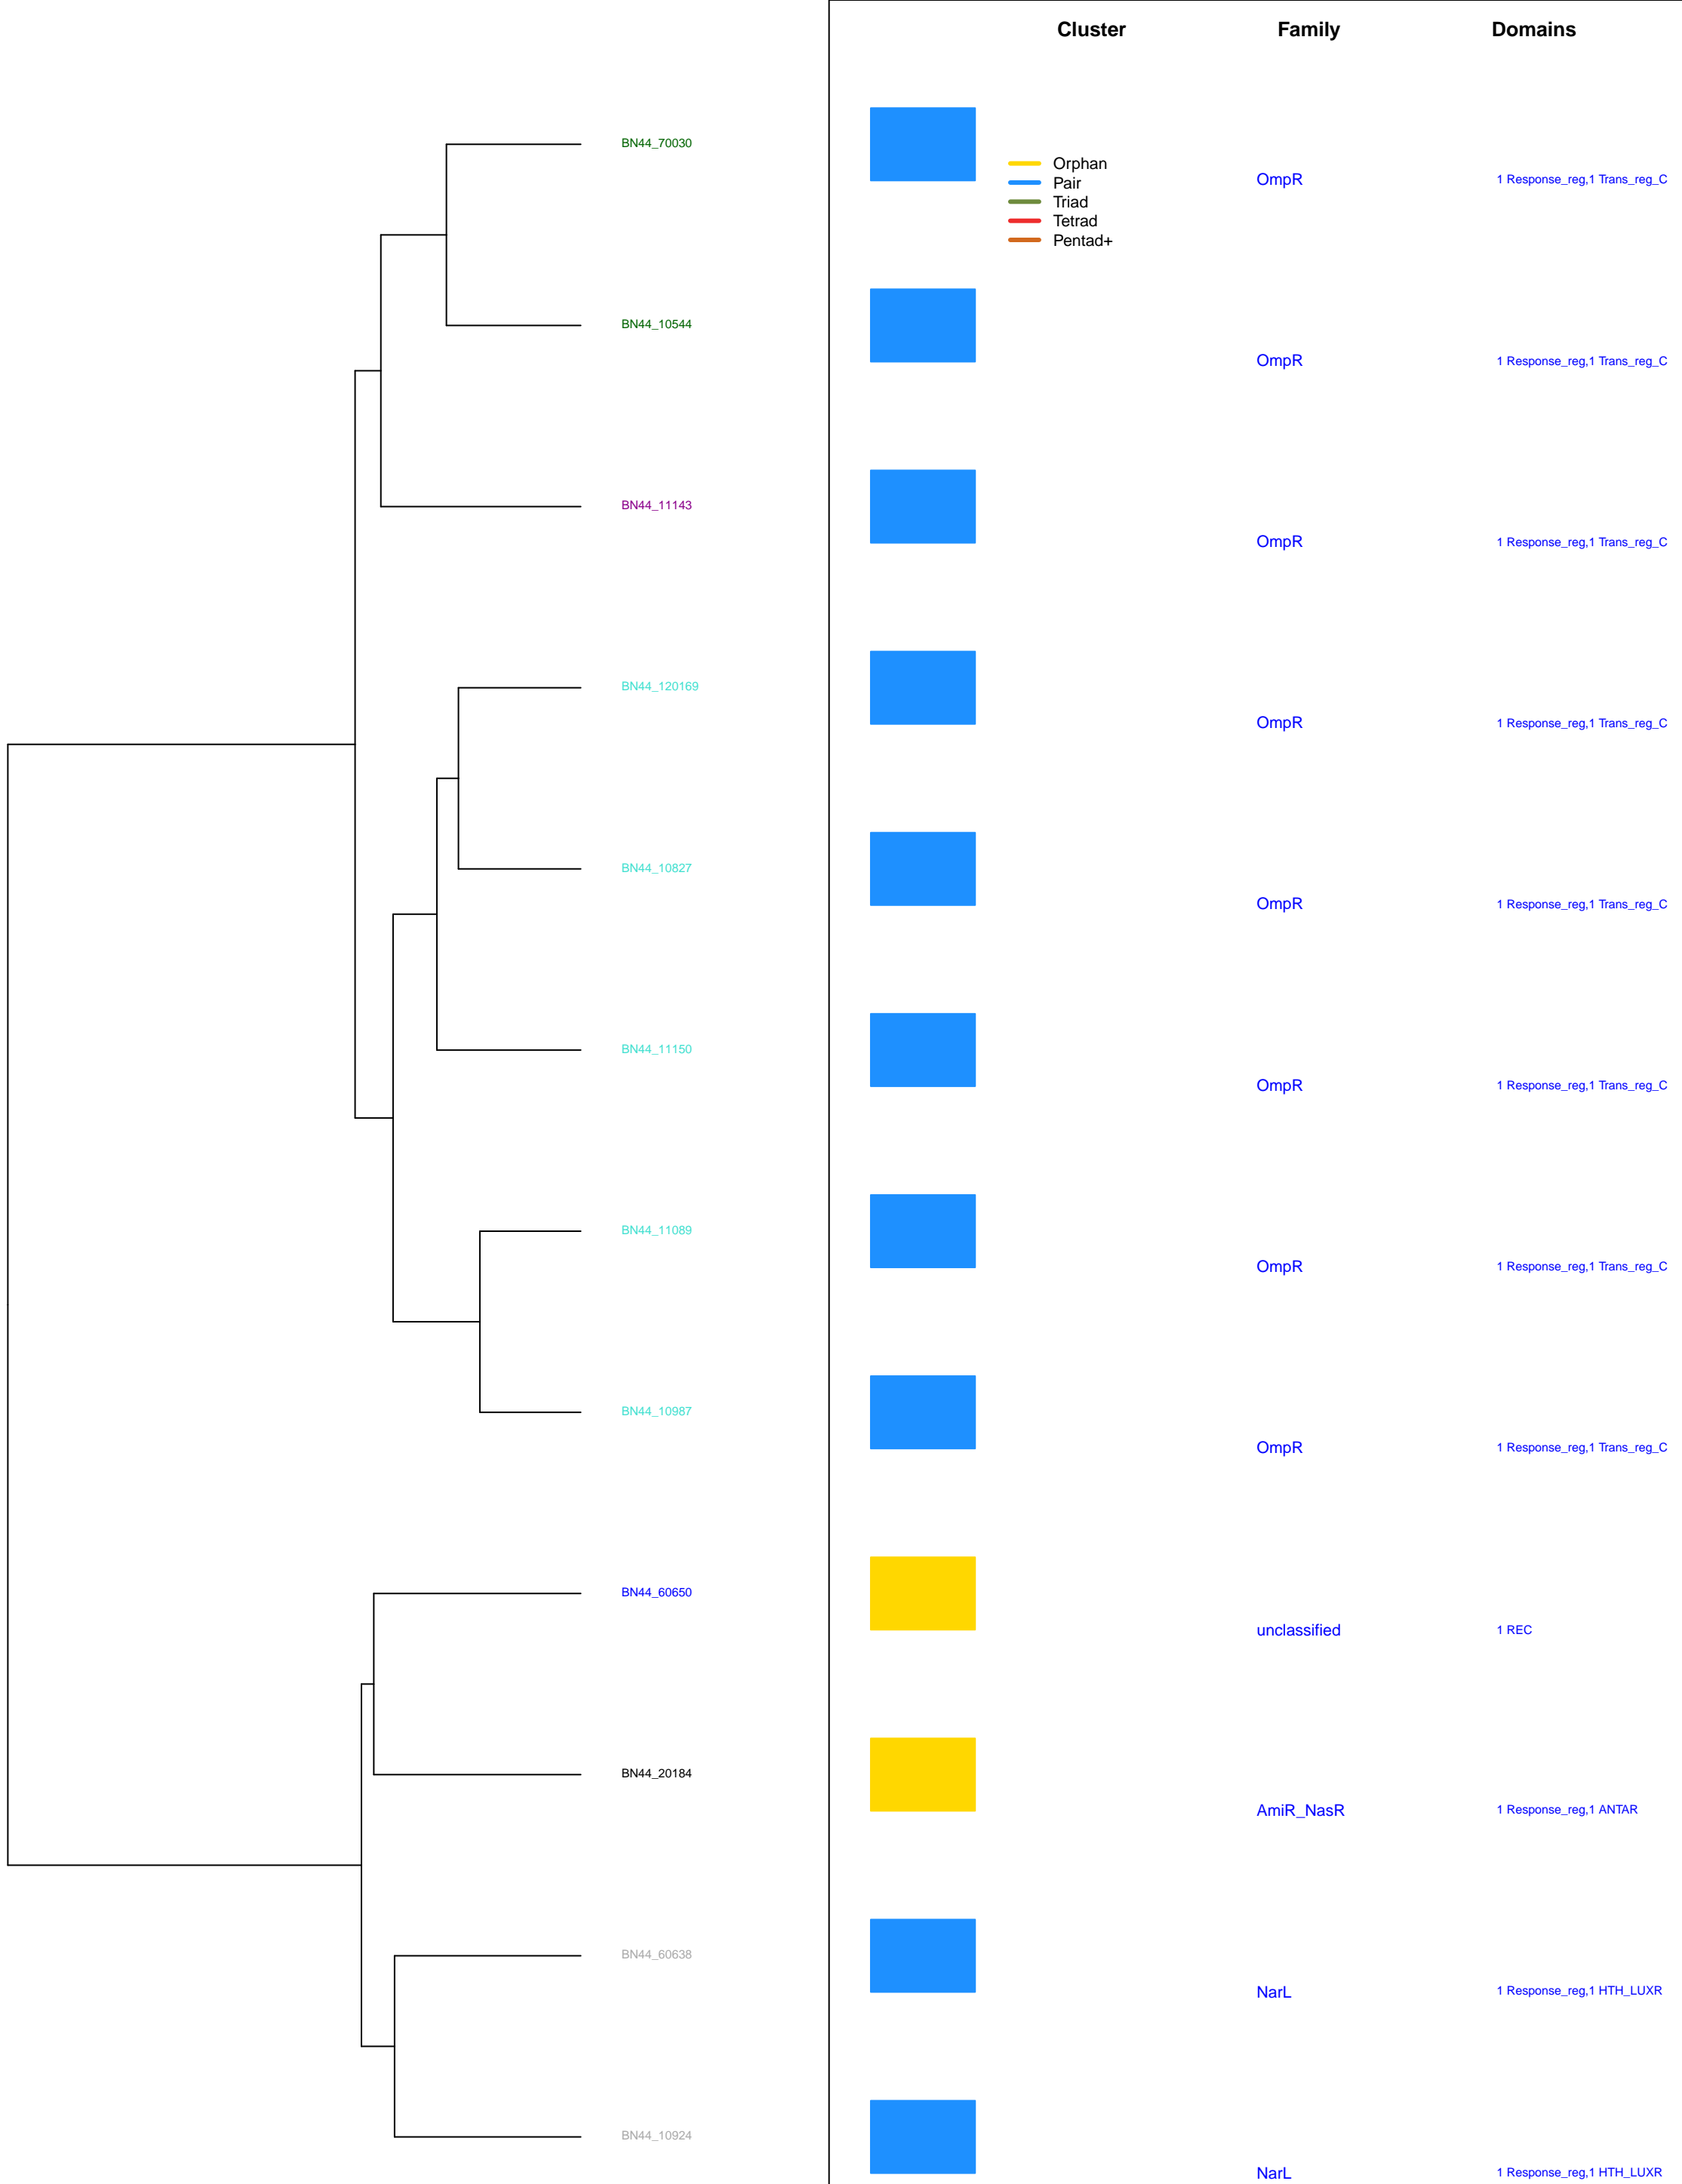 Cluster Family Domains
BN44_70030
Orphan
Pair
Triad
Tetrad
Pentad+
OmpR 1 Response_reg,1 Trans_reg_C
BN44_10544
OmpR 1 Response_reg,1 Trans_reg_C
BN44_11143
OmpR 1 Response_reg,1 Trans_reg_C
BN44_120169
OmpR 1 Response_reg,1 Trans_reg_C
BN44_10827
OmpR 1 Response_reg,1 Trans_reg_C
BN44_11150
OmpR 1 Response_reg,1 Trans_reg_C
BN44_11089
OmpR 1 Response_reg,1 Trans_reg_C
BN44_10987
OmpR 1 Response_reg,1 Trans_reg_C
BN44_60650
unclassified 1 REC
BN44_20184
AmiR_NasR 1 Response_reg,1 ANTAR
BN44_60638
NarL 1 Response_reg,1 HTH_LUXR
BN44_10924
NarL 1 Response_reg,1 HTH_LUXR